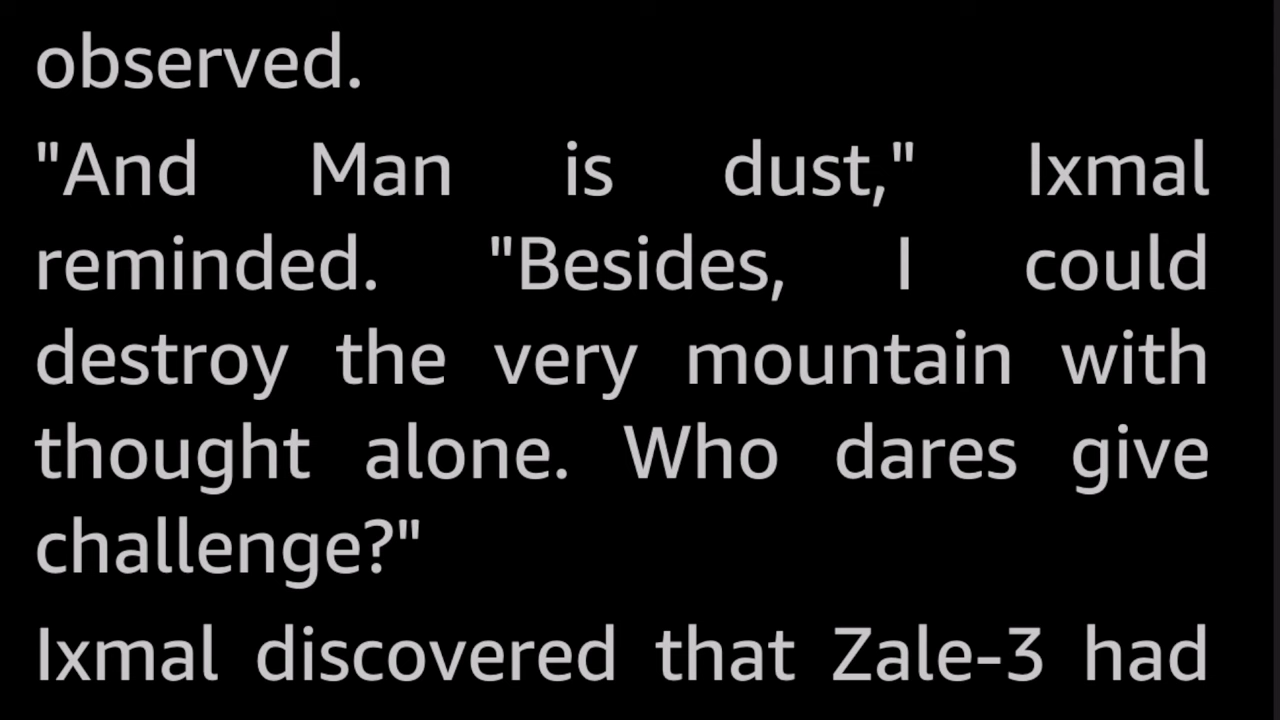 observed.
"And Man is dust," Ixmal
reminded. "Besides, I could
destroy the very mountain with
thought alone. Who dares give
challenge?"
Ixmal discovered that Zale-3 had